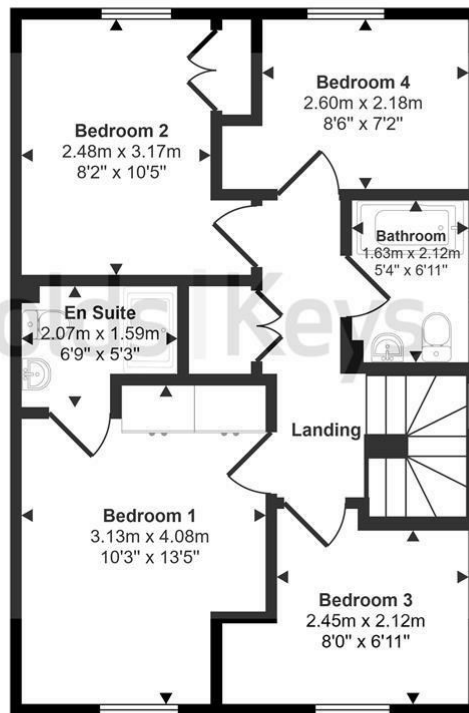 Bedroom 2
2.48m x 3.17m
8'2" x 10'5"
Bedroom 4
2.60m x 2.18m
8'6" x 7'2"
Bathroom
1.63m x 2.12m
5'4" x 6'11"
En Suite
2.07m x 1.59m
6'9" x 5'3"
olds | Keys
Landing
Bedroom 1
3.13m x 4.08m
10'3" x 13'5"
Bedroom 3
2.45m x 2.12m
8'0" x 6'11"